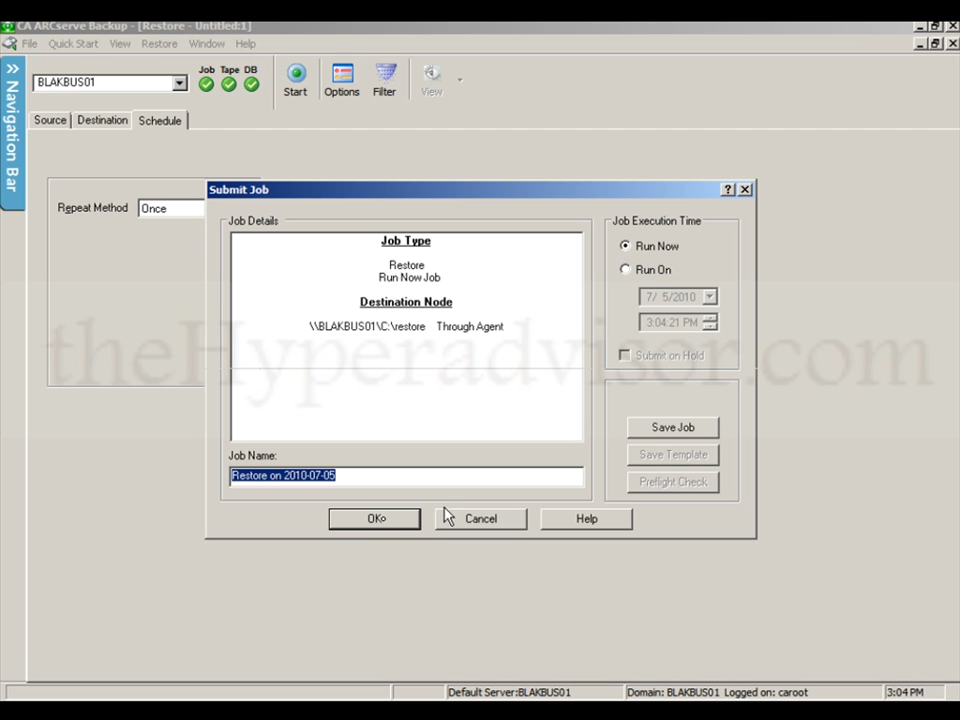 CA ARCserve Backup - [Restore - Untitled:1]
File Quick Start View Restore Window Help
Navigation Bar
BLAKBUS01
Job Tape DB
Start Options Filter View
Source Destination Schedule
Repeat Method Once
Submit Job
Job Details
Job Type
Restore
Run Now Job
Destination Node
\\BLAKBUS01\C:\restore Through Agent
Job Name:
Restore on 2010-07-05
Job Execution Time
Run Now
Run On
7/ 5/2010
3:04:21 PM
Submit on Hold
Save Job
Save Template
Preflight Check
OK
Cancel
Help
theHyperadvisor.com
Default Server:BLAKBUS01
Domain: BLAKBUS01 Logged on: caroot
3:04 PM